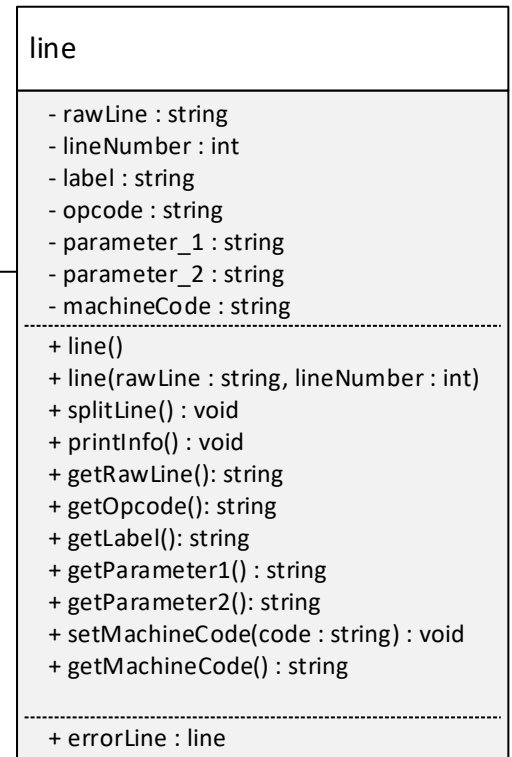 line
- rawLine : string
- lineNumber : int
- label : string
- opcode : string
- parameter_1 : string
- parameter_2 : string
- machineCode : string
+ line()
+ line(rawLine : string, lineNumber : int)
+ splitLine() : void
+ printInfo() : void
+ getRawLine(): string
+ getOpcode(): string
+ getLabel(): string
+ getParameter1() : string
+ getParameter2(): string
+ setMachineCode(code : string) : void
+ getMachineCode() : string
+ errorLine : line